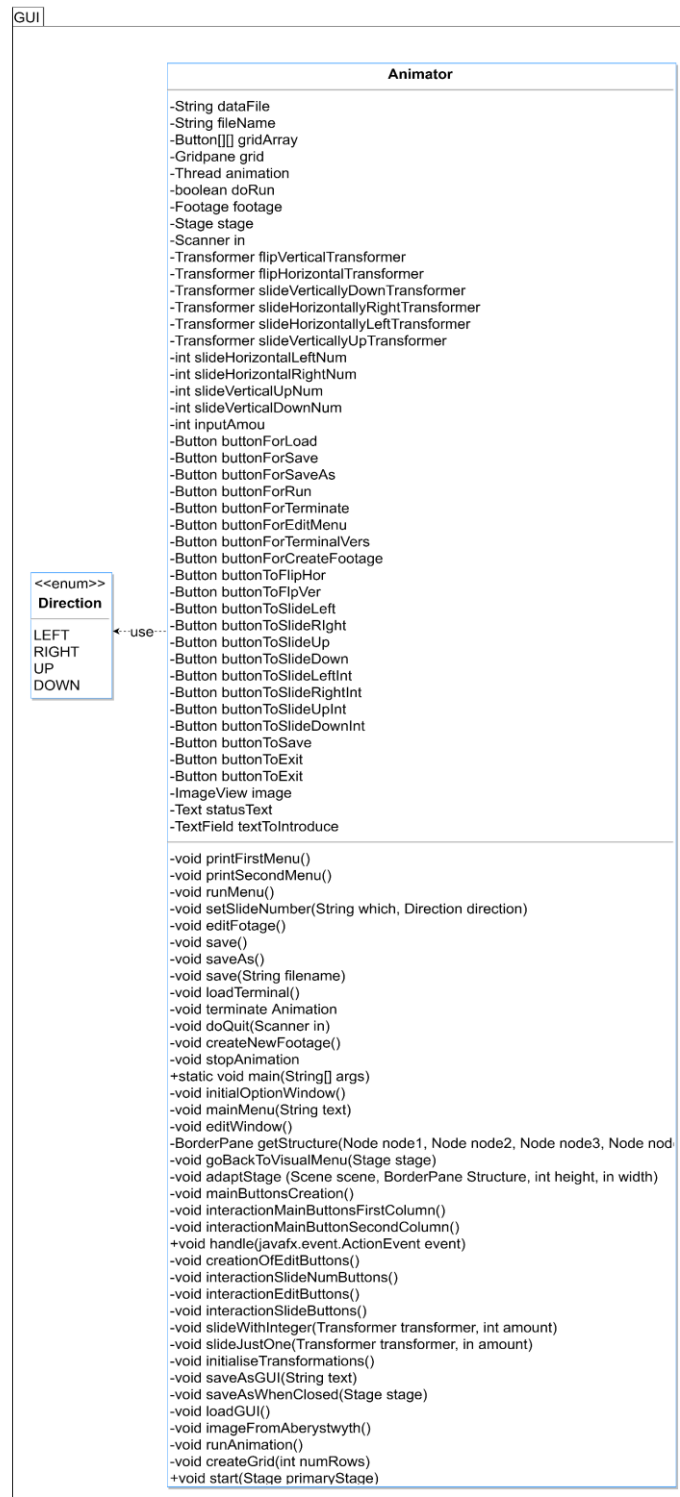 GUI
Animator
-String dataFile
-String fileName
-Button[][] gridArray
-Gridpane grid
-Thread animation
-boolean doRun
-Footage footage
-Stage stage
-Scanner in
-Transformer flipVerticalTransformer
-Transformer flipHorizontalTransformer
-Transformer slideVerticallyDownTransformer
-Transformer slideHorizontallyRightTransformer
-Transformer slideHorizontallyLeftTransformer
-Transformer slideVerticallyUpTransformer
-int slideHorizontalLeftNum
-int slideHorizontalRightNum
-int slideVerticalUpNum
-int slideVerticalDownNum
-int inputAmou
-Button buttonForLoad
-Button buttonForSave
-Button buttonForSaveAs
-Button buttonForRun
-Button buttonForTerminate
-Button buttonForEditMenu
-Button buttonForTerminalVers
-Button buttonForCreateFootage
-Button buttonToFlipHor
-Button buttonToFlpVer
-Button buttonToSlideLeft
-Button buttonToSlideRIght
-Button buttonToSlideUp
-Button buttonToSlideDown
-Button buttonToSlideLeftInt
-Button buttonToSlideRightInt
-Button buttonToSlideUpInt
-Button buttonToSlideDownInt
-Button buttonToSave
-Button buttonToExit
-Button buttonToExit
-ImageView image
-Text statusText
-TextField textToIntroduce
<<enum>>
Direction
LEFT
RIGHT
UP
DOWN
use
-void printFirstMenu()
-void printSecondMenu()
-void runMenu()
-void setSlideNumber(String which, Direction direction)
-void editFotage()
-void save()
-void saveAs()
-void save(String filename)
-void loadTerminal()
-void terminate Animation
-void doQuit(Scanner in)
-void createNewFootage()
-void stopAnimation
+static void main(String[] args)
-void initialOptionWindow()
-void mainMenu(String text)
-void editWindow()
-BorderPane getStructure(Node node1, Node node2, Node node3, Node nod
-void goBackToVisualMenu(Stage stage)
-void adaptStage (Scene scene, BorderPane Structure, int height, in width)
-void mainButtonsCreation()
-void interactionMainButtonsFirstColumn()
-void interactionMainButtonSecondColumn()
+void handle(javafx.event.ActionEvent event)
-void creationOfEditButtons()
-void interactionSlideNumButtons()
-void interactionEditButtons()
-void interactionSlideButtons()
-void slideWithInteger(Transformer transformer, int amount)
-void slideJustOne(Transformer transformer, in amount)
-void initialiseTransformations()
-void saveAsGUI(String text)
-void saveAsWhenClosed(Stage stage)
-void loadGUI()
-void imageFromAberystwyth()
-void runAnimation()
-void createGrid(int numRows)
+void start(Stage primaryStage)